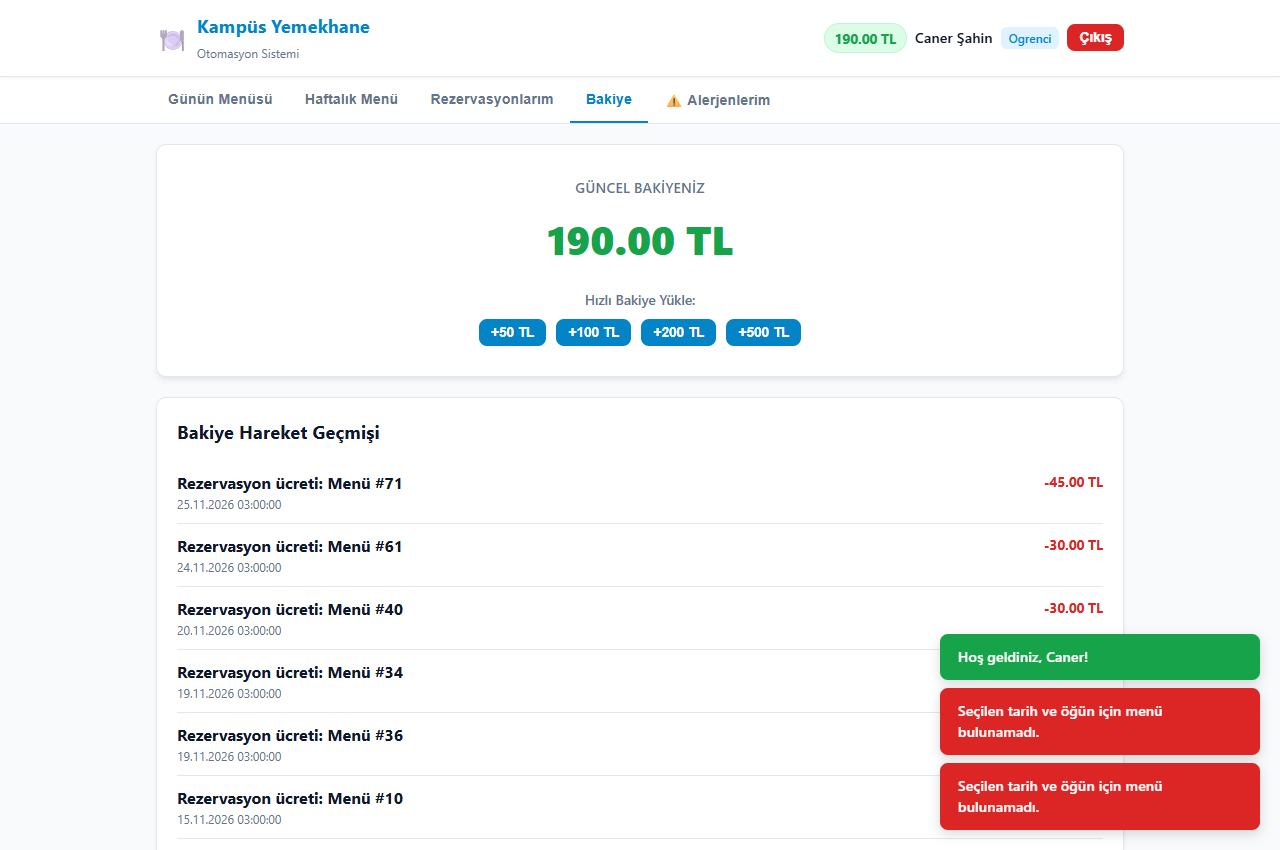 Kampüs Yemekhane
Otomasyon Sistemi
190.00 TL
Caner Şahin
Ogrenci
Çıkış
Günün Menüsü
Haftalık Menü
Rezervasyonlarım
Bakiye
Alerjenlerim
GÜNCEL BAKİYENİZ
190.00 TL
Hızlı Bakiye Yükle:
+50 TL
+100 TL
+200 TL
+500 TL
Bakiye Hareket Geçmişi
Rezervasyon ücreti: Menü #71
-45.00 TL
25.11.2026 03:00:00
Rezervasyon ücreti: Menü #61
-30.00 TL
24.11.2026 03:00:00
Rezervasyon ücreti: Menü #40
-30.00 TL
20.11.2026 03:00:00
Rezervasyon ücreti: Menü #34
19.11.2026 03:00:00
Rezervasyon ücreti: Menü #36
19.11.2026 03:00:00
Rezervasyon ücreti: Menü #10
15.11.2026 03:00:00
Hoş geldiniz, Caner!
Seçilen tarih ve öğün için menü
bulunamadı.
Seçilen tarih ve öğün için menü
bulunamadı.